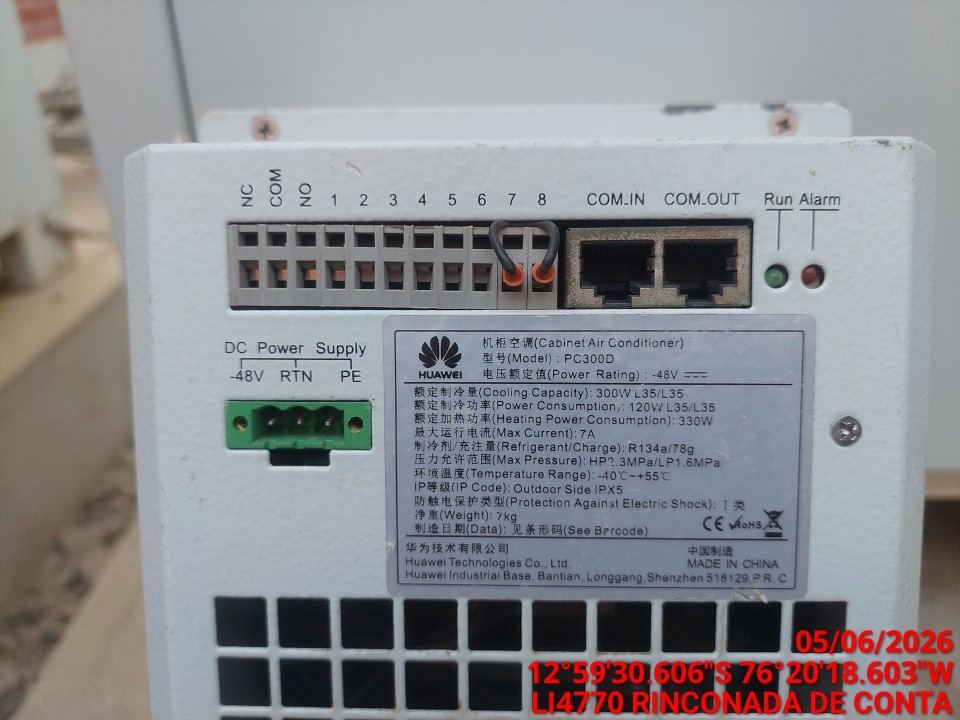 NC COM NO 1 2 3 4 5 6 7 8 COM_IN COM_OUT Run Alarm
DC Power Supply
-48V RTN PE
HUAWEI
机柜空调(Cabinet Air Conditioner)
型号(Model) : PC300D
电压额定值(Power Rating) : -48V
额定制冷量(Cooling Capacity): 300W L35/L35
额定制冷功率(Power Consumption): 120W L35/L35
额定加热功率(Heating Power Consumption): 330W
最大运行电流(Max Current): 7A
制冷剂/充注量(Refrigerant/Charge): R134a/78g
压力允许范围(Max Pressure): HP2.3MPa/LP1.6MPa
环境温度(Temperature Range): -40℃~+55℃
IP等级(IP Code): Outdoor Side IPX5
防触电保护类型(Protection Against Electric Shock): I 类
净重(Weight): 7kg
制造日期(Data): 见条形码(See Barcode)
CE RoHS
华为技术有限公司
Huawei Technologies Co., Ltd.
中国制造
MADE IN CHINA
Huawei Industrial Base, Bantian, Longgang, Shenzhen 518129, P. R. C
05/06/2026
12°59'30.606"S 76°20'18.603"W
LI4770 RINCONADA DE CONTA